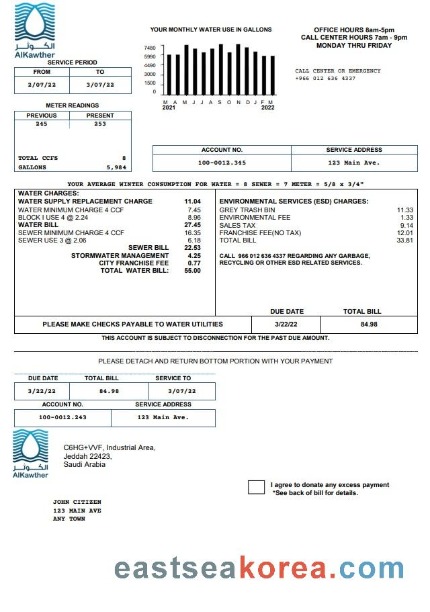 YOUR MONTHLY WATER USE IN GALLONS
OFFICE HOURS 8am-5pm
CALL CENTER HOURS 7am - 9pm
MONDAY THRU FRIDAY
الكوثر
AlKawther
CALL CENTER OR EMERGENCY
+966 012 636 4337
7400
M A M J J A S O N D J F M
2021 2022
SERVICE PERIOD
FROM TO
2/07/22 3/07/22
METER READINGS
PREVIOUS PRESENT
245 253
TOTAL CCFS 8
GALLONS 5,984
ACCOUNT NO. SERVICE ADDRESS
100-0012.345 123 Main Ave.
YOUR AVERAGE WINTER CONSUMPTION FOR WATER = 8 SEWER = 7 METER = 5/8 x 3/4"
WATER CHARGES:
WATER SUPPLY REPLACEMENT CHARGE 11.04
WATER MINIMUM CHARGE 4 CCF 7.45
BLOCK I USE 4 @ 2.24 8.96
WATER BILL 27.45
SEWER MINIMUM CHARGE 4 CCF 16.35
SEWER USE 3 @ 2.06 6.18
SEWER BILL 22.53
STORMWATER MANAGEMENT 4.25
CITY FRANCHISE FEE 0.77
TOTAL WATER BILL: 55.00
ENVIRONMENTAL SERVICES (ESD) CHARGES:
GREY TRASH BIN 11.33
ENVIRONMENTAL FEE 1.33
SALES TAX 9.14
FRANCHISE FEE(NO TAX) 12.01
TOTAL BILL 33.81
CALL 966 012 636 4337 REGARDING ANY GARBAGE,
RECYCLING OR OTHER ESD RELATED SERVICES.
DUE DATE TOTAL BILL
PLEASE MAKE CHECKS PAYABLE TO WATER UTILITIES 3/22/22 84.98
THIS ACCOUNT IS SUBJECT TO DISCONNECTION FOR THE PAST DUE AMOUNT.
PLEASE DETACH AND RETURN BOTTOM PORTION WITH YOUR PAYMENT
DUE DATE TOTAL BILL SERVICE TO
3/22/22 84.98 3/07/22
ACCOUNT NO. SERVICE ADDRESS
100-0012.243 123 Main Ave.
الكوثر
AlKawther
C6HG+VVF, Industrial Area,
Jeddah 22423,
Saudi Arabia
I agree to donate any excess payment
*See back of bill for details.
JOHN CITIZEN
123 MAIN AVE
ANY TOWN
eastseakorea.com